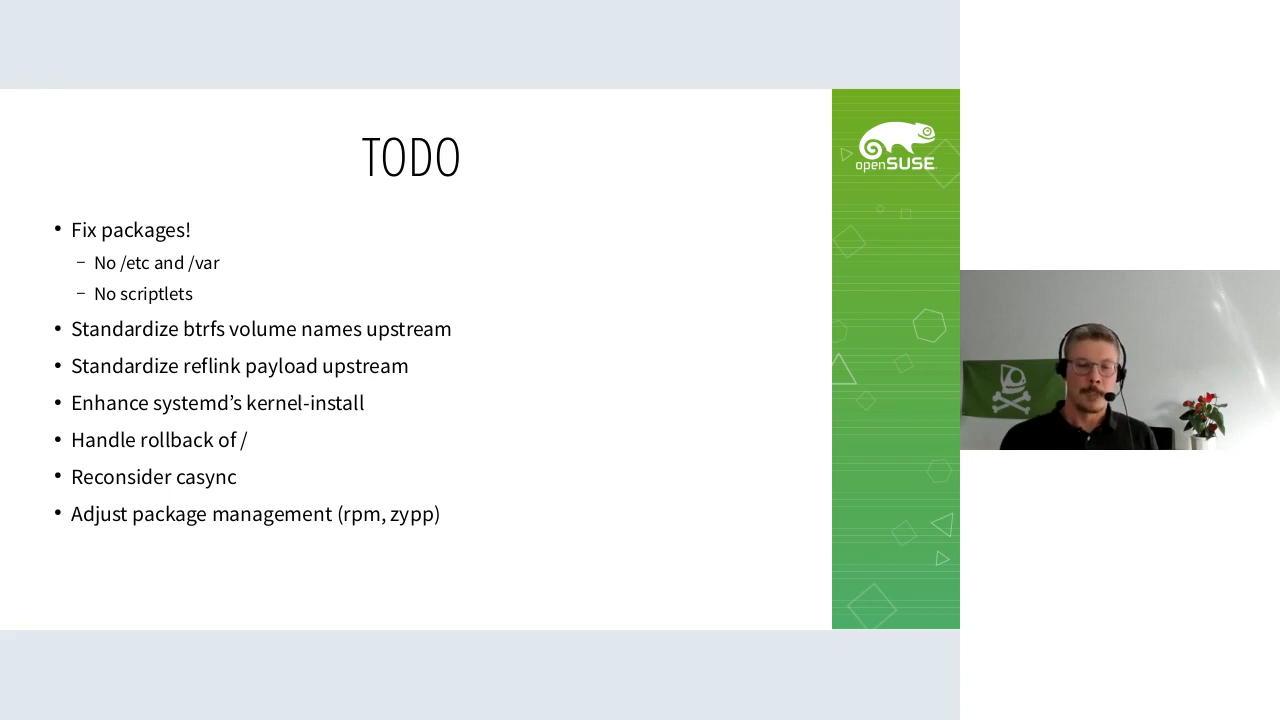 TODO
• Fix packages!
– No /etc and /var
– No scriptlets
• Standardize btrfs volume names upstream
• Standardize reflink payload upstream
• Enhance systemd’s kernel-install
• Handle rollback of /
• Reconsider casync
• Adjust package management (rpm, zypp)
openSUSE